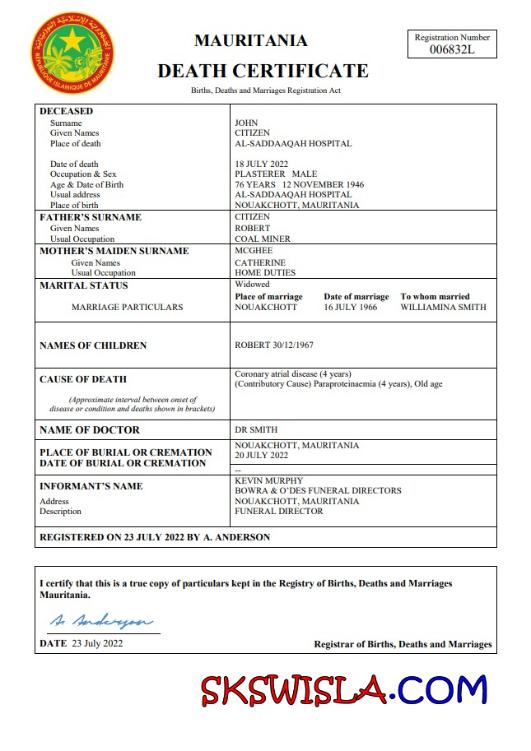 MAURITANIA
Registration Number
006832L
DEATH CERTIFICATE
Births, Deaths and Marriages Registration Act
DECEASED
Surname JOHN
Given Names CITIZEN
Place of death AL-SADDAAQAH HOSPITAL
Date of death 18 JULY 2022
Occupation & Sex PLASTERER MALE
Age & Date of Birth 76 YEARS 12 NOVEMBER 1946
Usual address AL-SADDAAQAH HOSPITAL
Place of birth NOUAKCHOTT, MAURITANIA
FATHER'S SURNAME CITIZEN
Given Names ROBERT
Usual Occupation COAL MINER
MOTHER'S MAIDEN SURNAME MCGHEE
Given Names CATHERINE
Usual Occupation HOME DUTIES
MARITAL STATUS Widowed
Place of marriage Date of marriage To whom married
MARRIAGE PARTICULARS NOUAKCHOTT 16 JULY 1966 WILLIAMINA SMITH
NAMES OF CHILDREN ROBERT 30/12/1967
CAUSE OF DEATH Coronary atrial disease (4 years)
(Contributory Cause) Paraproteinaemia (4 years), Old age
(Approximate interval between onset of
disease or condition and deaths shown in brackets)
NAME OF DOCTOR DR SMITH
PLACE OF BURIAL OR CREMATION NOUAKCHOTT, MAURITANIA
DATE OF BURIAL OR CREMATION 20 JULY 2022
--
INFORMANT'S NAME KEVIN MURPHY
BOWRA & O'DES FUNERAL DIRECTORS
Address NOUAKCHOTT, MAURITANIA
Description FUNERAL DIRECTOR
REGISTERED ON 23 JULY 2022 BY A. ANDERSON
I certify that this is a true copy of particulars kept in the Registry of Births, Deaths and Marriages
Mauritania.
A. Anderson
DATE 23 July 2022 Registrar of Births, Deaths and Marriages
SKSWISLA.COM